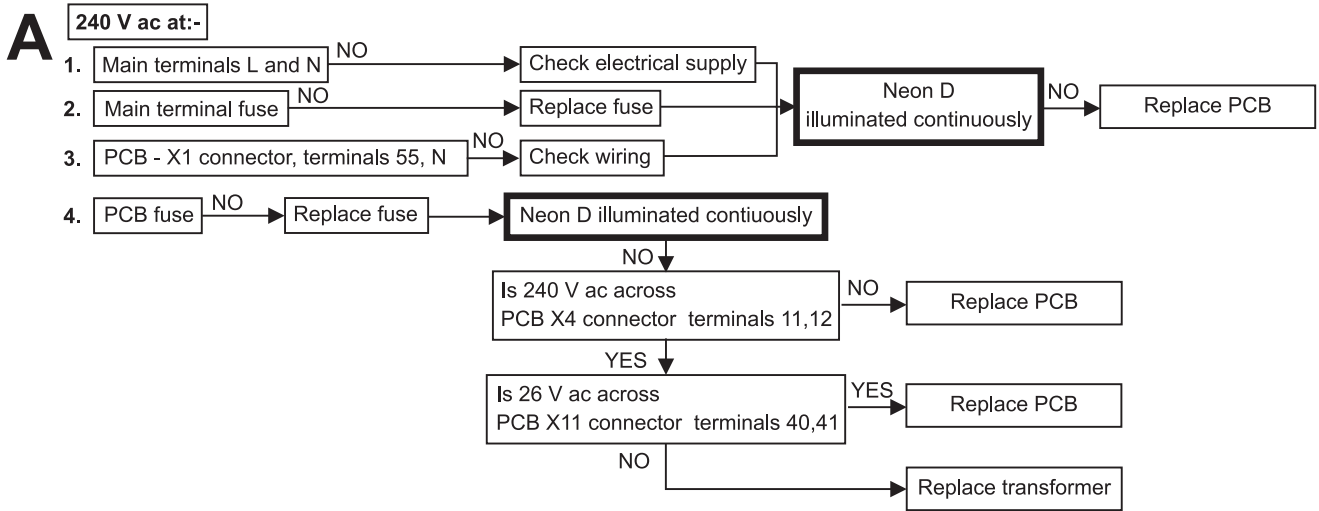 A
240 V ac at:-
1. Main terminals L and N
NO
Check electrical supply
2. Main terminal fuse
NO
Replace fuse
3. PCB - X1 connector, terminals 55, N
NO
Check wiring
Neon D
illuminated continuously
NO
Replace PCB
4. PCB fuse
NO
Replace fuse
Neon D illuminated contiuously
NO
Is 240 V ac across
PCB X4 connector terminals 11,12
NO
Replace PCB
YES
Is 26 V ac across
PCB X11 connector terminals 40,41
YES
Replace PCB
NO
Replace transformer